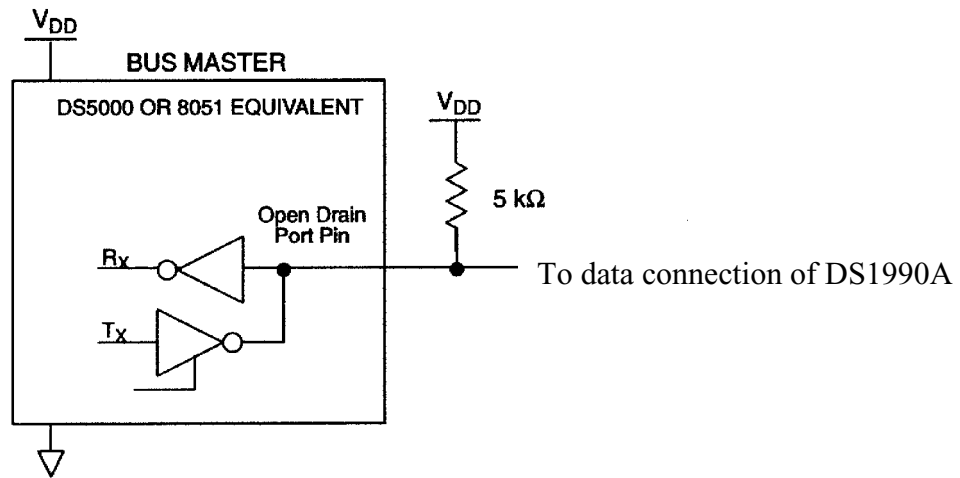 VDD
BUS MASTER
DS5000 OR 8051 EQUIVALENT
VDD
5 kΩ
Open Drain
Port Pin
RX
To data connection of DS1990A
TX